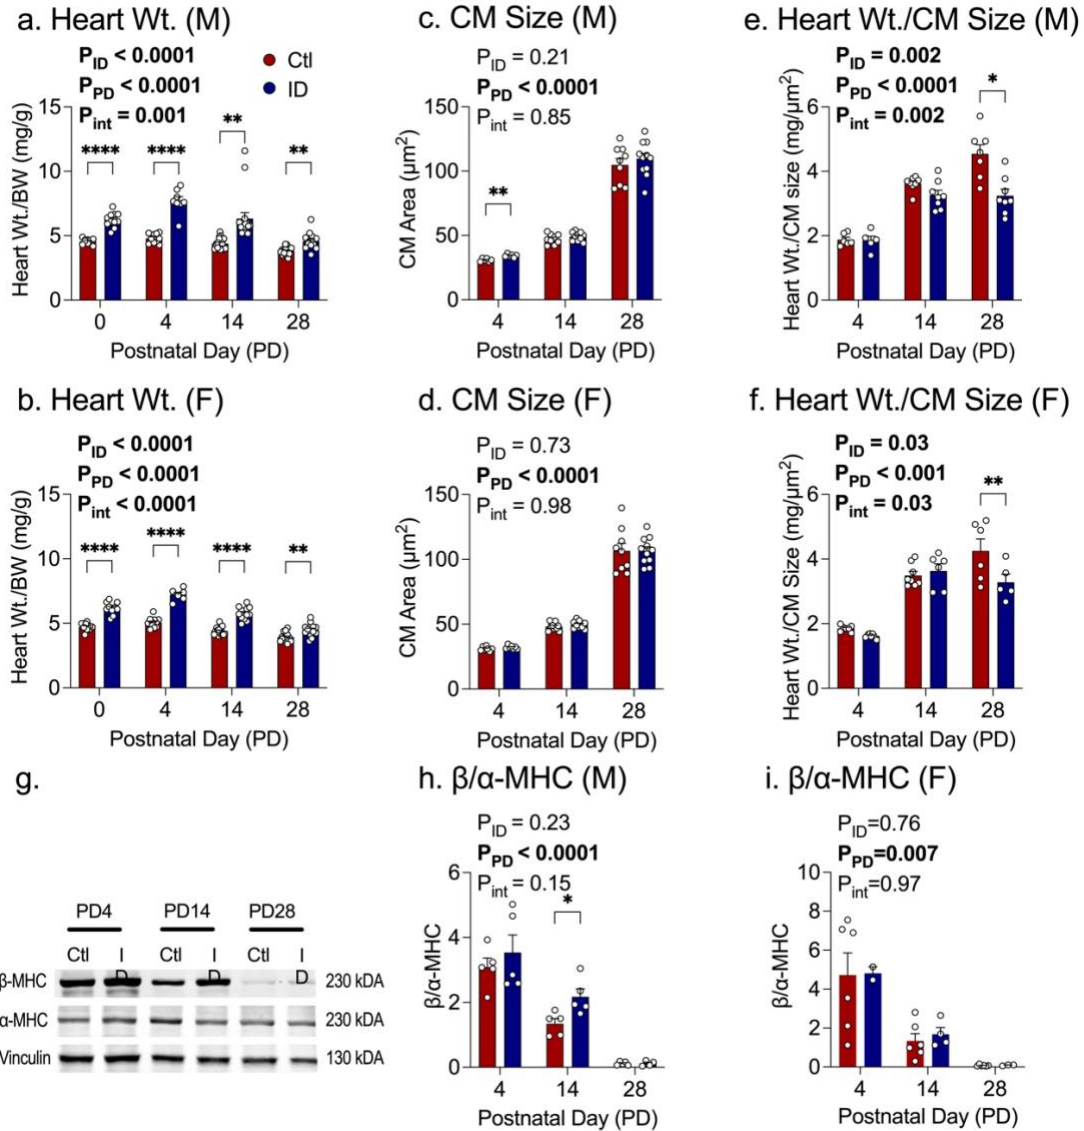 a. Heart Wt. (M)
P_ID < 0.0001
P_PD < 0.0001
P_int = 0.001
Ctl
ID
Heart Wt./BW (mg/g)
15
10
5
0
**** **** ** **
0 4 14 28
Postnatal Day (PD)
c. CM Size (M)
P_ID = 0.21
P_PD < 0.0001
P_int = 0.85
CM Area (µm²)
150
100
50
0
**
4 14 28
Postnatal Day (PD)
e. Heart Wt./CM Size (M)
P_ID = 0.002
P_PD < 0.0001
P_int = 0.002
Heart Wt./CM size (mg/µm²)
6
4
2
0
*
4 14 28
Postnatal Day (PD)
b. Heart Wt. (F)
P_ID < 0.0001
P_PD < 0.0001
P_int < 0.0001
Heart Wt./BW (mg/g)
15
10
5
0
**** **** **** **
0 4 14 28
Postnatal Day (PD)
d. CM Size (F)
P_ID = 0.73
P_PD < 0.0001
P_int = 0.98
CM Area (µm²)
150
100
50
0
4 14 28
Postnatal Day (PD)
f. Heart Wt./CM Size (F)
P_ID = 0.03
P_PD < 0.001
P_int = 0.03
Heart Wt./CM Size (mg/µm²)
6
4
2
0
**
4 14 28
Postnatal Day (PD)
g.
PD4 PD14 PD28
Ctl ID Ctl ID Ctl ID
β-MHC 230 kDA
α-MHC 230 kDA
Vinculin 130 kDA
h. β/α-MHC (M)
P_ID = 0.23
P_PD < 0.0001
P_int = 0.15
β/α-MHC
6
4
2
0
*
4 14 28
Postnatal Day (PD)
i. β/α-MHC (F)
P_ID=0.76
P_PD=0.007
P_int=0.97
β/α-MHC
10
8
6
4
2
0
4 14 28
Postnatal Day (PD)